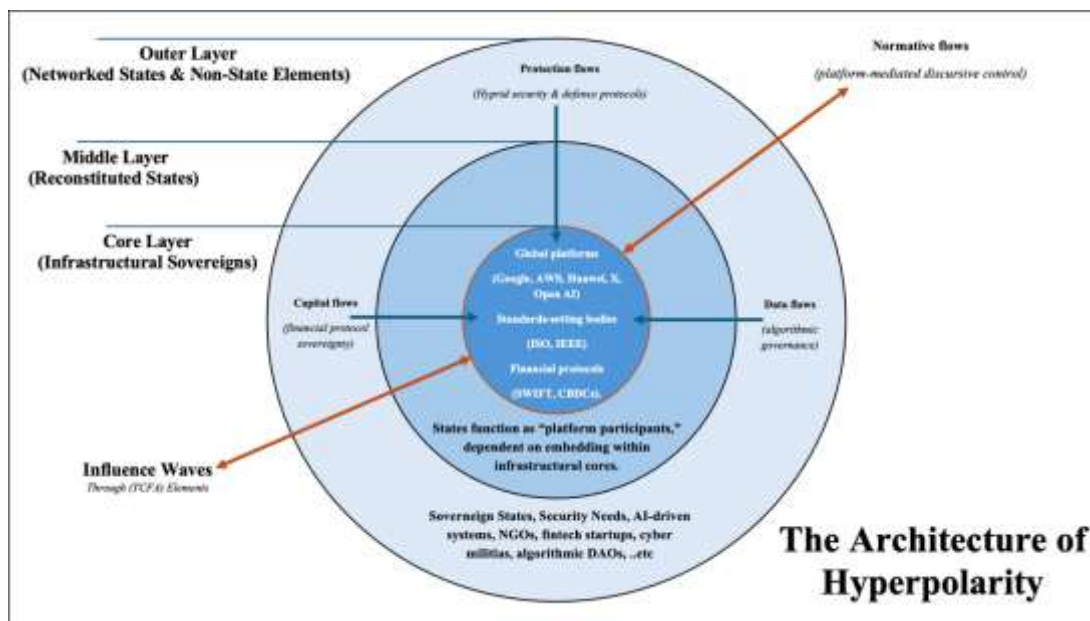 Outer Layer
(Networked States & Non-State Elements)
Normative flows
(platform-mediated discursive control)
Protection flows
(Hyprid security & defence protocols)
Middle Layer
(Reconstituted States)
Core Layer
(Infrastructural Sovereigns)
Global platforms
(Google, AWS, Huawei, X,
Open AI)
Standards-setting bodies
(ISO, IEEE)
Financial protocols
(SWIFT, CBDCs),
Capital flows
(financial protocol
sovereignty)
Data flows
(algorithmic
governance)
States function as “platform participants,”
dependent on embedding within
infrastructural cores.
Influence Waves
Through Elements
Soverneign States, Security Needs, AI-driven
systems, NGOs, fintech startups, cyber
militias, algorithmic DAOs, ..etc
The Architecture of
Hyperpolarity